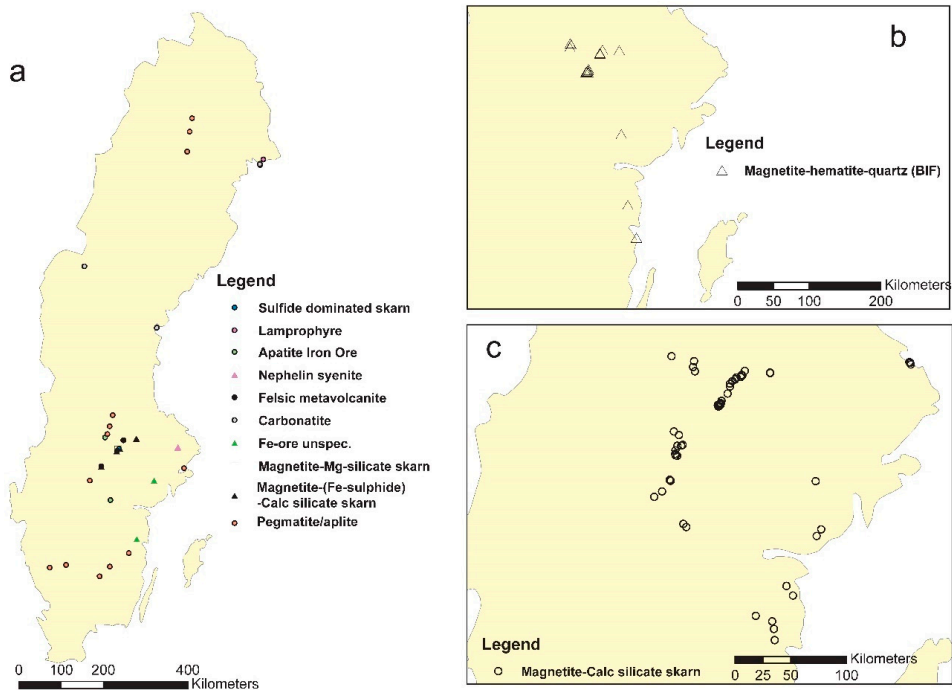 a
Legend
Sulfide dominated skarn
Lamprophyre
Apatite Iron Ore
Nephelin syenite
Felsic metavolcanite
Carbonatite
Fe-ore unspec.
Magnetite-Mg-silicate skarn
Magnetite-(Fe-sulphide)
-Calc silicate skarn
Pegmatite/aplite
0 100 200 400
Kilometers
b
Legend
Magnetite-hematite-quartz (BIF)
Kilometers
0 50 100 200
c
Legend
Magnetite-Calc silicate skarn
Kilometers
0 25 50 100